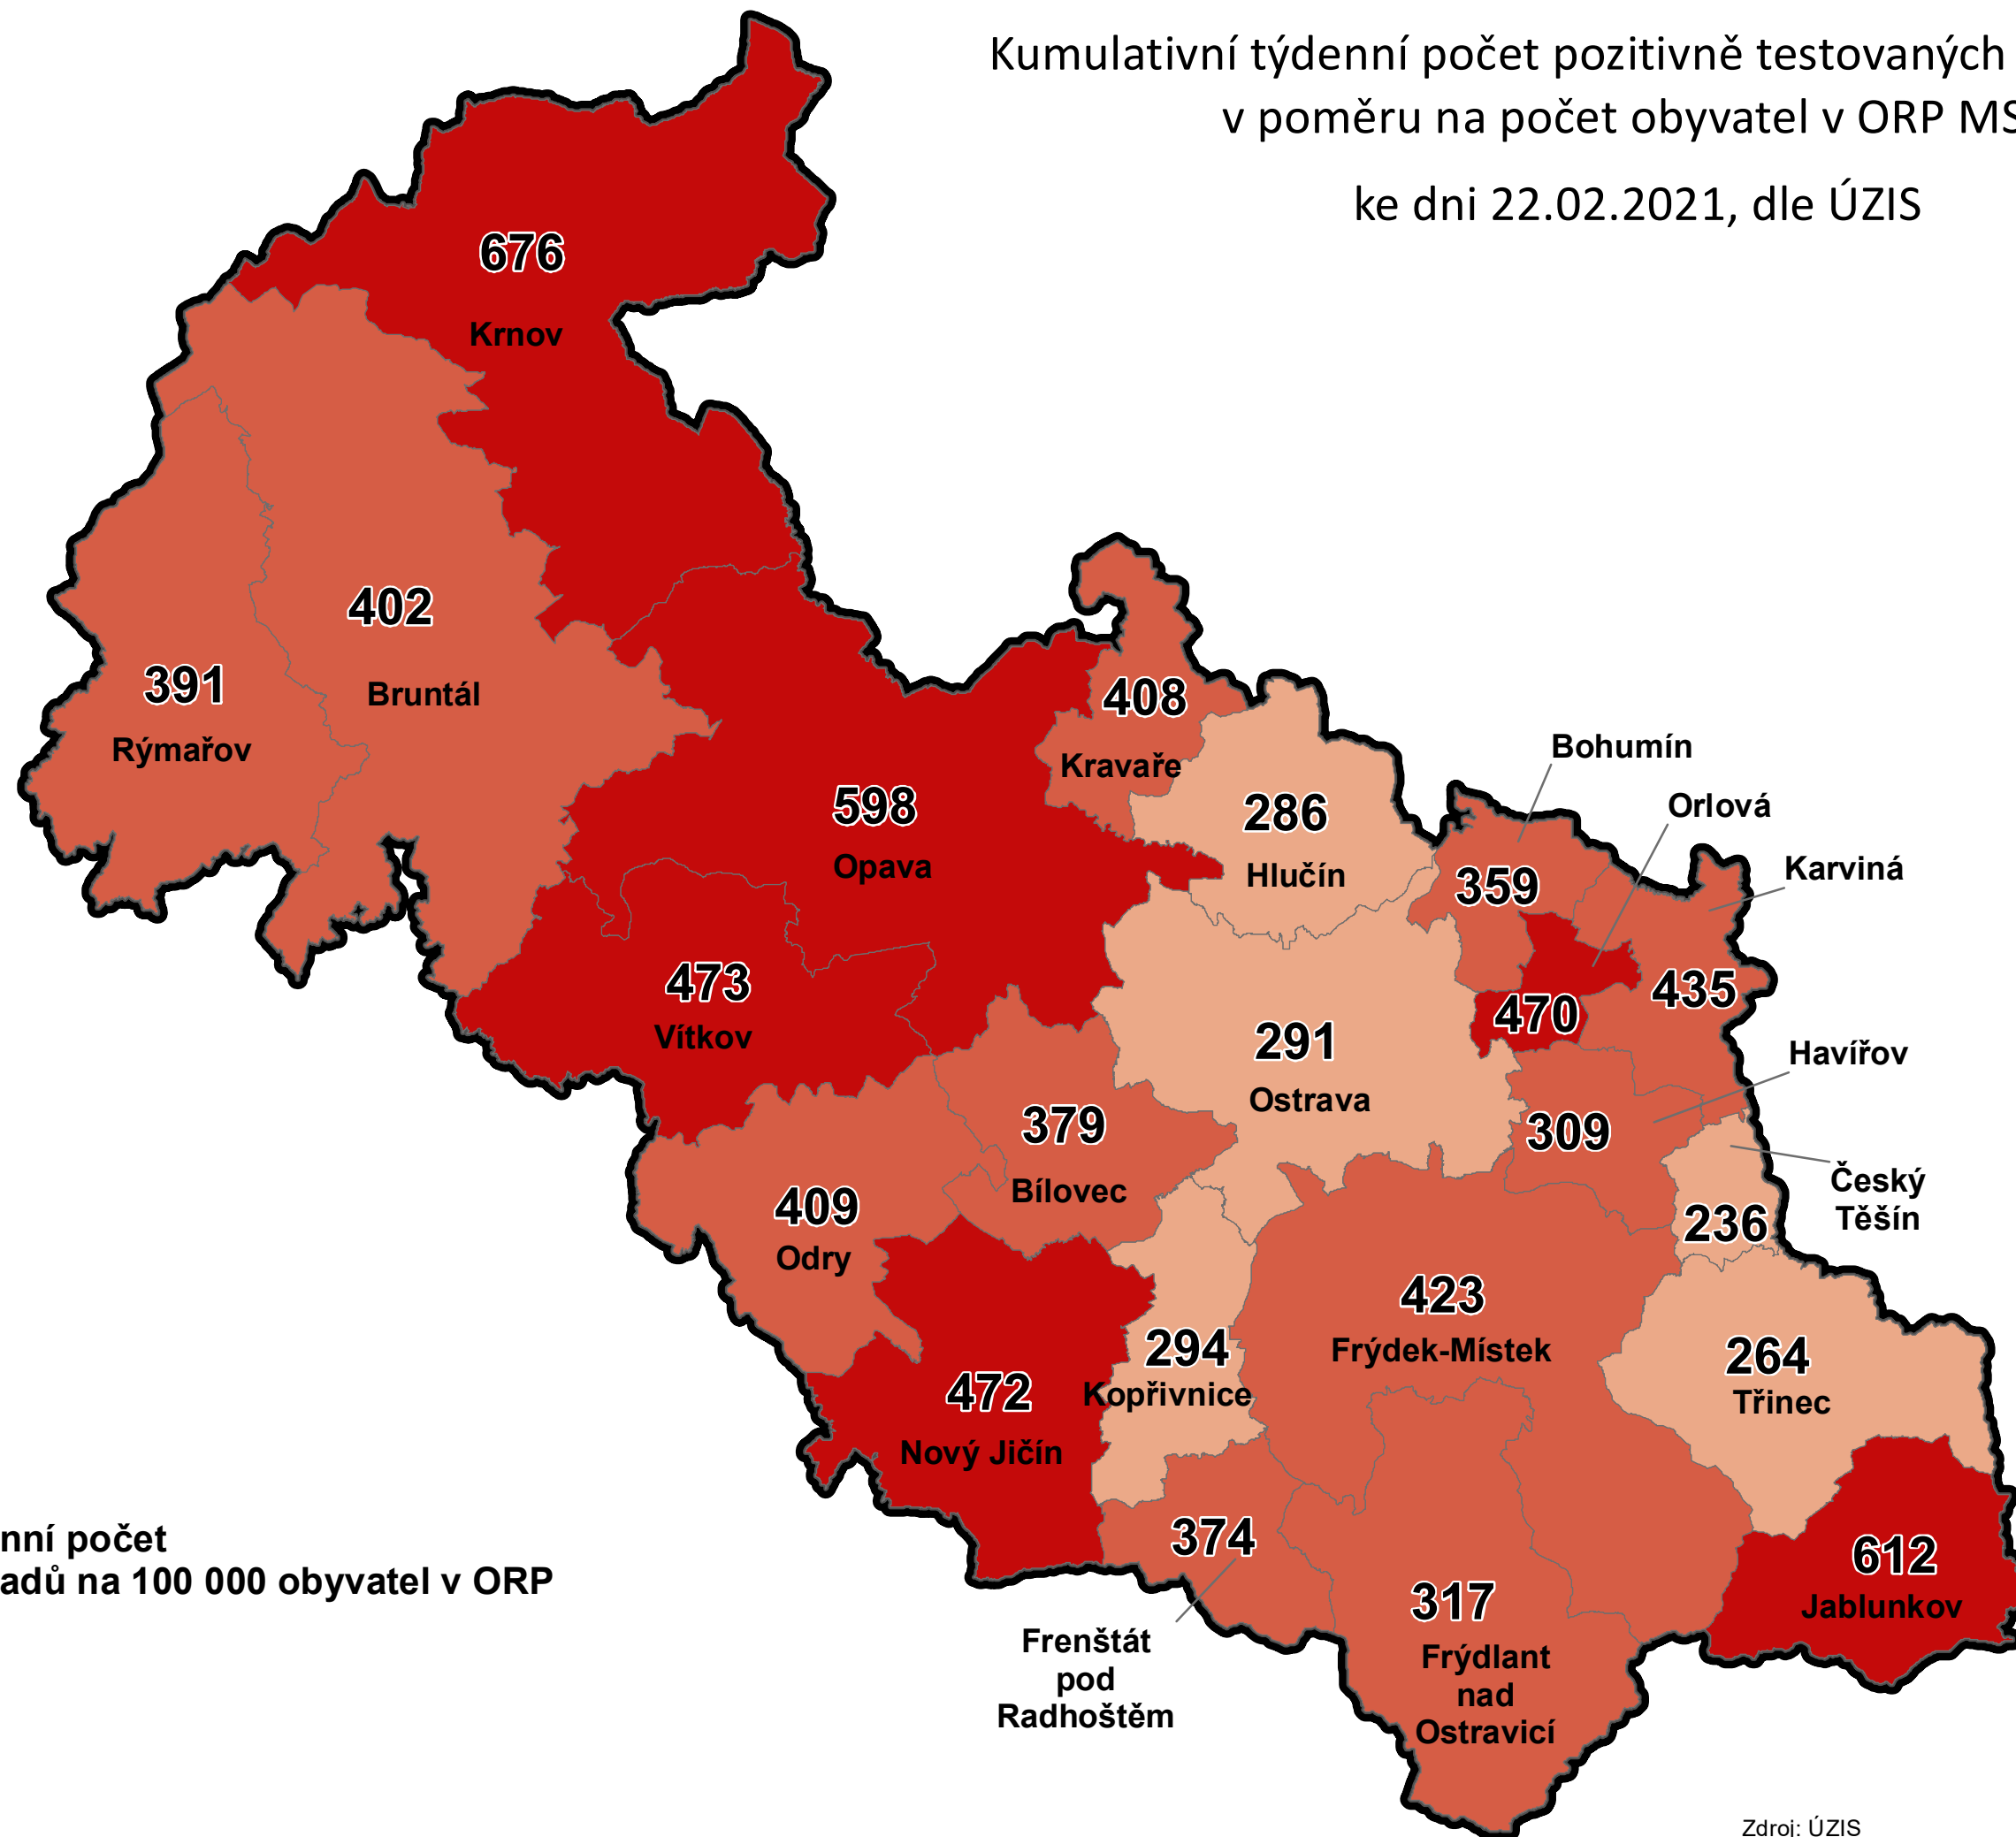 Kumulativní týdenní počet pozitivně testovaných
v poměru na počet obyvatel v ORP MS
ke dni 22.02.2021, dle ÚZIS
676
Krnov
402
Bruntál
391
Rýmařov
408
Kravaře
598
Opava
286
Hlučín
Bohumín
359
Orlová
470
Karviná
435
473
Vítkov
291
Ostrava
Havířov
309
379
Bílovec
Český
Těšín
236
409
Odry
423
Frýdek-Místek
294
Kopřivnice
264
Třinec
472
Nový Jičín
374
Frenštát
pod
Radhoštěm
317
Frýdlant
nad
Ostravicí
612
Jablunkov
nní počet
adů na 100 000 obyvatel v ORP
Zdroj: ÚZIS